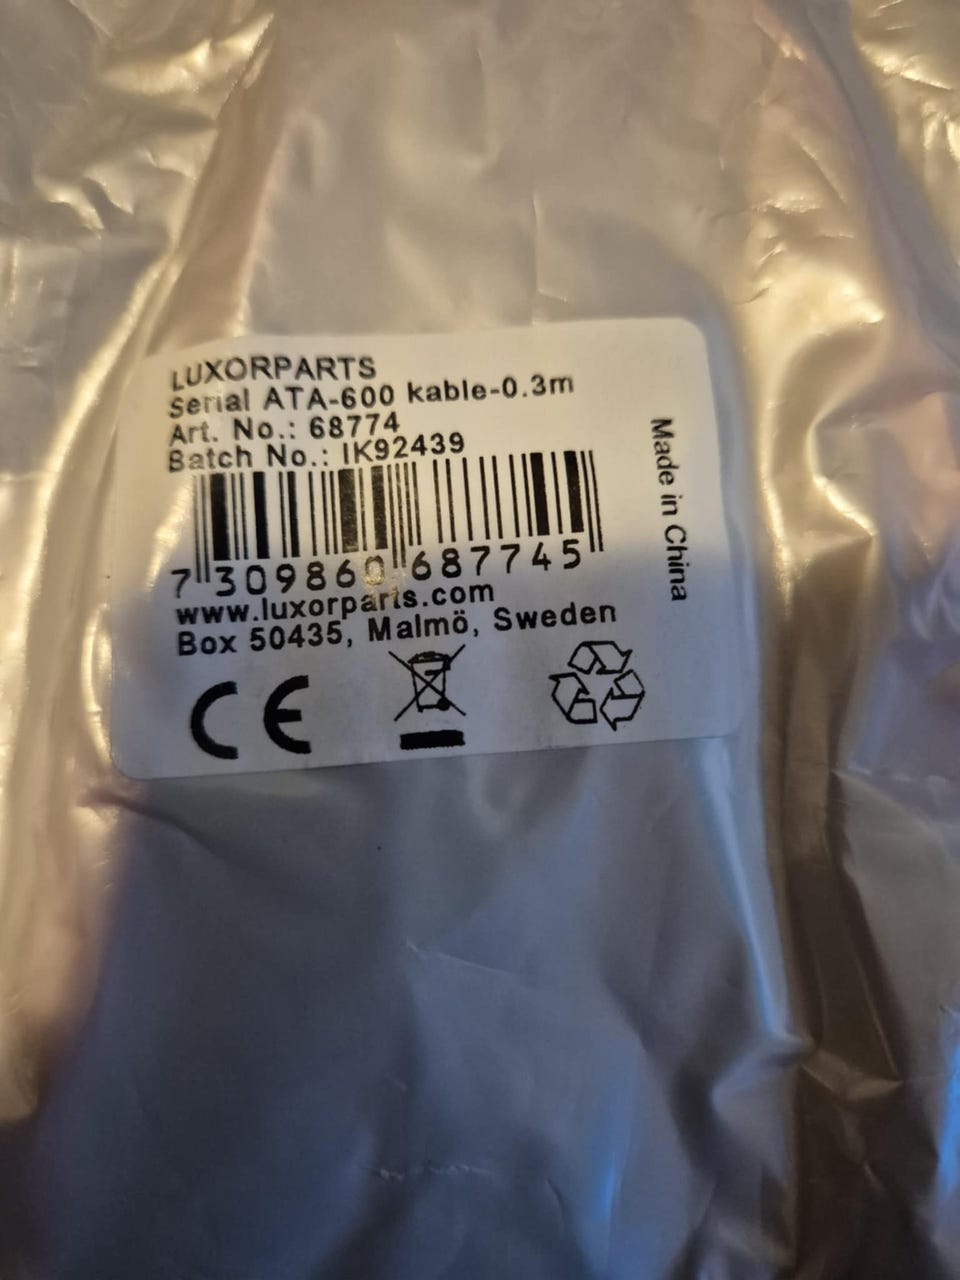 LUXORPARTS
Serial ATA-600 kable-0.3m
Art. No.: 68774
Batch No.: IK92439
7 309860 687745
www.luxorparts.com
Box 50435, Malmö, Sweden
CE
Made in China